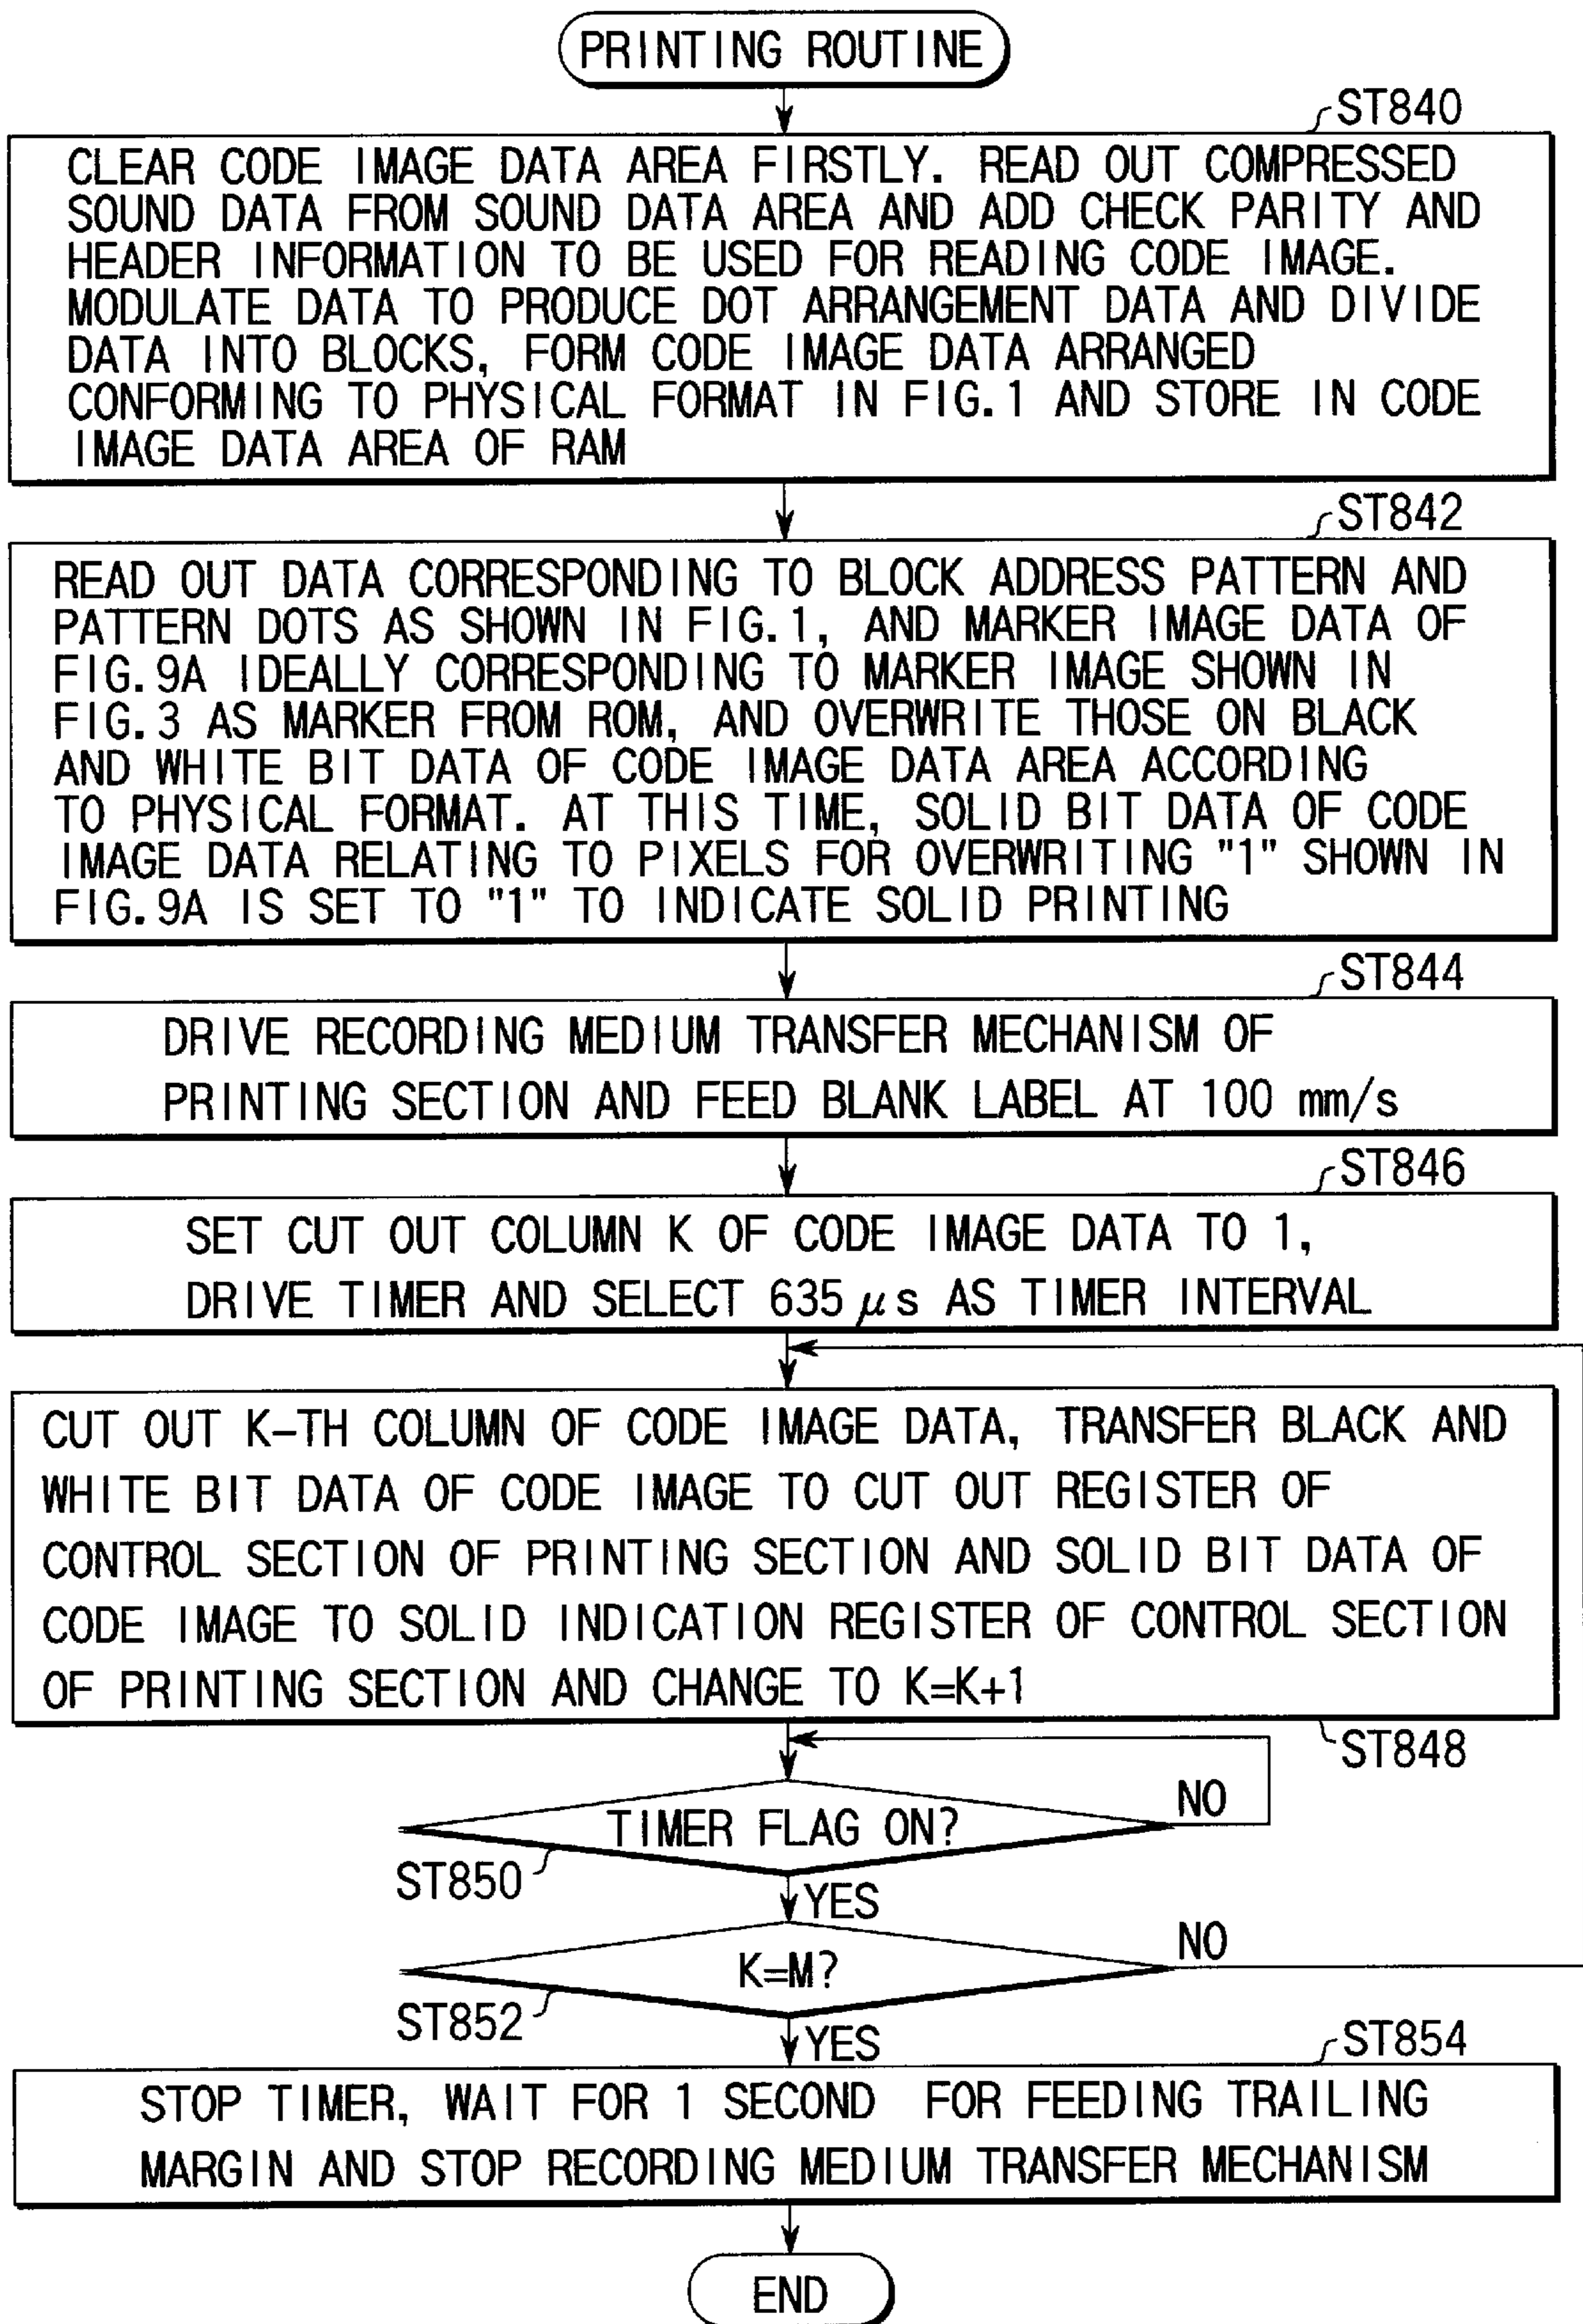 PRINTING ROUTINE
ST840
CLEAR CODE IMAGE DATA AREA FIRSTLY. READ OUT COMPRESSED
SOUND DATA FROM SOUND DATA AREA AND ADD CHECK PARITY AND
HEADER INFORMATION TO BE USED FOR READING CODE IMAGE.
MODULATE DATA TO PRODUCE DOT ARRANGEMENT DATA AND DIVIDE
DATA INTO BLOCKS, FORM CODE IMAGE DATA ARRANGED
CONFORMING TO PHYSICAL FORMAT IN FIG.1 AND STORE IN CODE
IMAGE DATA AREA OF RAM
ST842
READ OUT DATA CORRESPONDING TO BLOCK ADDRESS PATTERN AND
PATTERN DOTS AS SHOWN IN FIG.1, AND MARKER IMAGE DATA OF
FIG.9A IDEALLY CORRESPONDING TO MARKER IMAGE SHOWN IN
FIG.3 AS MARKER FROM ROM, AND OVERWRITE THOSE ON BLACK
AND WHITE BIT DATA OF CODE IMAGE DATA AREA ACCORDING
TO PHYSICAL FORMAT. AT THIS TIME, SOLID BIT DATA OF CODE
IMAGE DATA RELATING TO PIXELS FOR OVERWRITING "1" SHOWN IN
FIG.9A IS SET TO "1" TO INDICATE SOLID PRINTING
ST844
DRIVE RECORDING MEDIUM TRANSFER MECHANISM OF
PRINTING SECTION AND FEED BLANK LABEL AT 100 mm/s
ST846
SET CUT OUT COLUMN K OF CODE IMAGE DATA TO 1,
DRIVE TIMER AND SELECT 635 μs AS TIMER INTERVAL
CUT OUT K-TH COLUMN OF CODE IMAGE DATA, TRANSFER BLACK AND
WHITE BIT DATA OF CODE IMAGE TO CUT OUT REGISTER OF
CONTROL SECTION OF PRINTING SECTION AND SOLID BIT DATA OF
CODE IMAGE TO SOLID INDICATION REGISTER OF CONTROL SECTION
OF PRINTING SECTION AND CHANGE TO K=K+1
ST848
NO
TIMER FLAG ON?
ST850
YES
NO
K=M?
ST852
YES
ST854
STOP TIMER, WAIT FOR 1 SECOND FOR FEEDING TRAILING
MARGIN AND STOP RECORDING MEDIUM TRANSFER MECHANISM
END